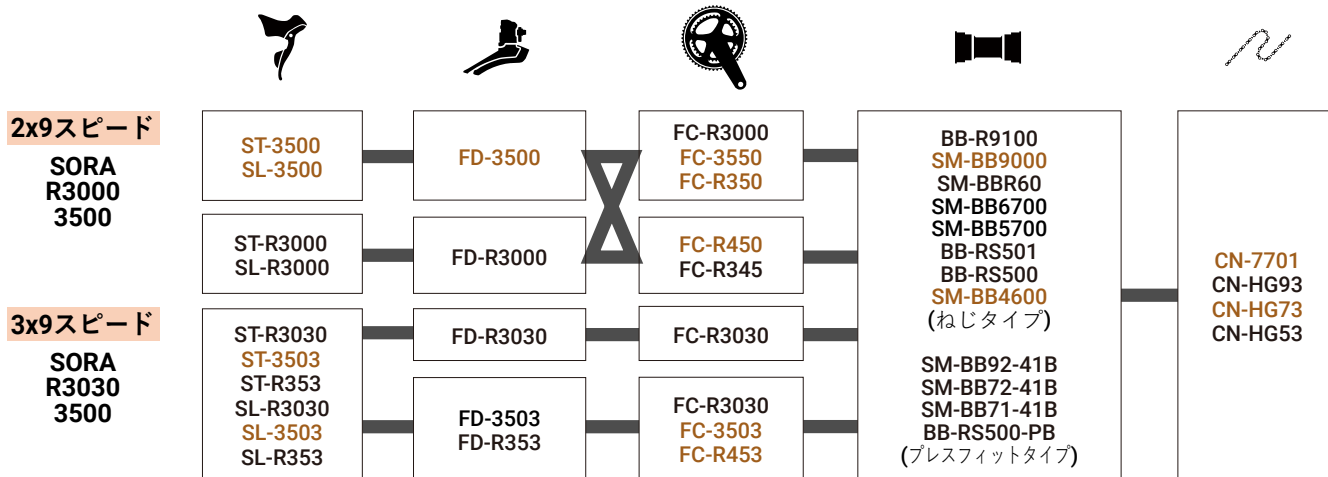 2x9スピード
SORA
R3000
3500
ST-3500
SL-3500
FD-3500
FC-R3000
FC-3550
FC-R350
ST-R3000
SL-R3000
FD-R3000
FC-R450
FC-R345
3x9スピード
SORA
R3030
3500
ST-R3030
ST-3503
ST-R353
SL-R3030
SL-3503
SL-R353
FD-R3030
FC-R3030
FD-3503
FD-R353
FC-R3030
FC-3503
FC-R453
BB-R9100
SM-BB9000
SM-BBR60
SM-BB6700
SM-BB5700
BB-RS501
BB-RS500
SM-BB4600
(ねじタイプ)
SM-BB92-41B
SM-BB72-41B
SM-BB71-41B
BB-RS500-PB
(プレスフィットタイプ)
CN-7701
CN-HG93
CN-HG73
CN-HG53